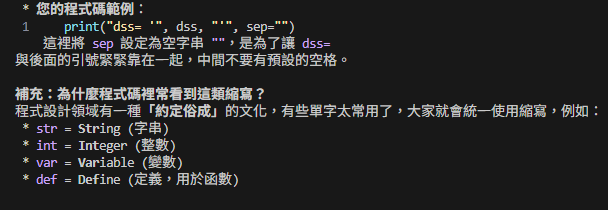 * 您的程式碼範例：
1 print("dss= '", dss, "'", sep="")
這裡將 sep 設定為空字串 ""，是為了讓 dss=
與後面的引號緊緊靠在一起，中間不要有預設的空格。
補充：為什麼程式碼裡常看到這類縮寫？
程式設計領域有一種「約定俗成」的文化，有些單字太常用了，大家就會統一使用縮寫，例如：
* str = String (字串)
* int = Integer (整數)
* var = Variable (變數)
* def = Define (定義，用於函數)